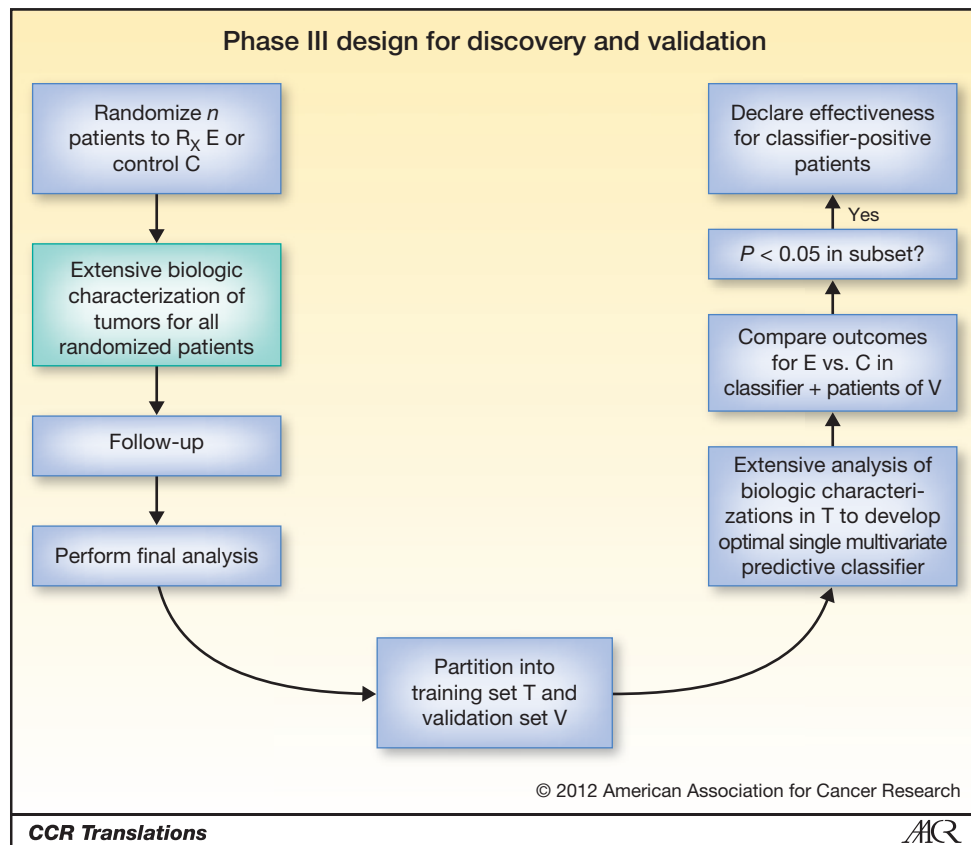 Phase III design for discovery and validation
Randomize n
patients to RX E or
control C
Extensive biologic
characterization of
tumors for all
randomized patients
Follow-up
Perform final analysis
Partition into
training set T and
validation set V
Extensive analysis of
biologic characteri-
zations in T to develop
optimal single multivariate
predictive classifier
Compare outcomes
for E vs. C in
classifier + patients of V
P < 0.05 in subset?
Yes
Declare effectiveness
for classifier-positive
patients
© 2012 American Association for Cancer Research
CCR Translations
AACR